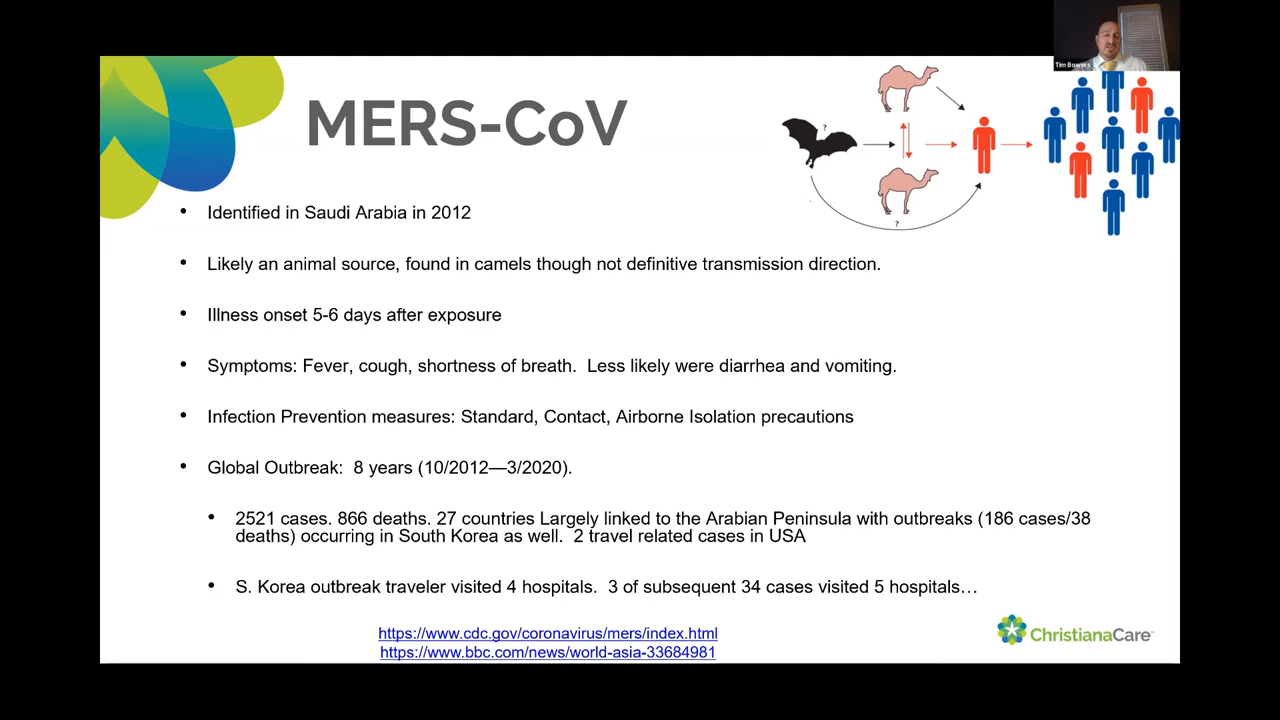 Tim Bowers
MERS-CoV
?
?
• Identified in Saudi Arabia in 2012
• Likely an animal source, found in camels though not definitive transmission direction.
• Illness onset 5-6 days after exposure
• Symptoms: Fever, cough, shortness of breath.  Less likely were diarrhea and vomiting.
• Infection Prevention measures: Standard, Contact, Airborne Isolation precautions
• Global Outbreak:  8 years (10/2012—3/2020).
• 2521 cases. 866 deaths. 27 countries Largely linked to the Arabian Peninsula with outbreaks (186 cases/38
deaths) occurring in South Korea as well.  2 travel related cases in USA
• S. Korea outbreak traveler visited 4 hospitals.  3 of subsequent 34 cases visited 5 hospitals…
https://www.cdc.gov/coronavirus/mers/index.html
https://www.bbc.com/news/world-asia-33684981
ChristianaCare™